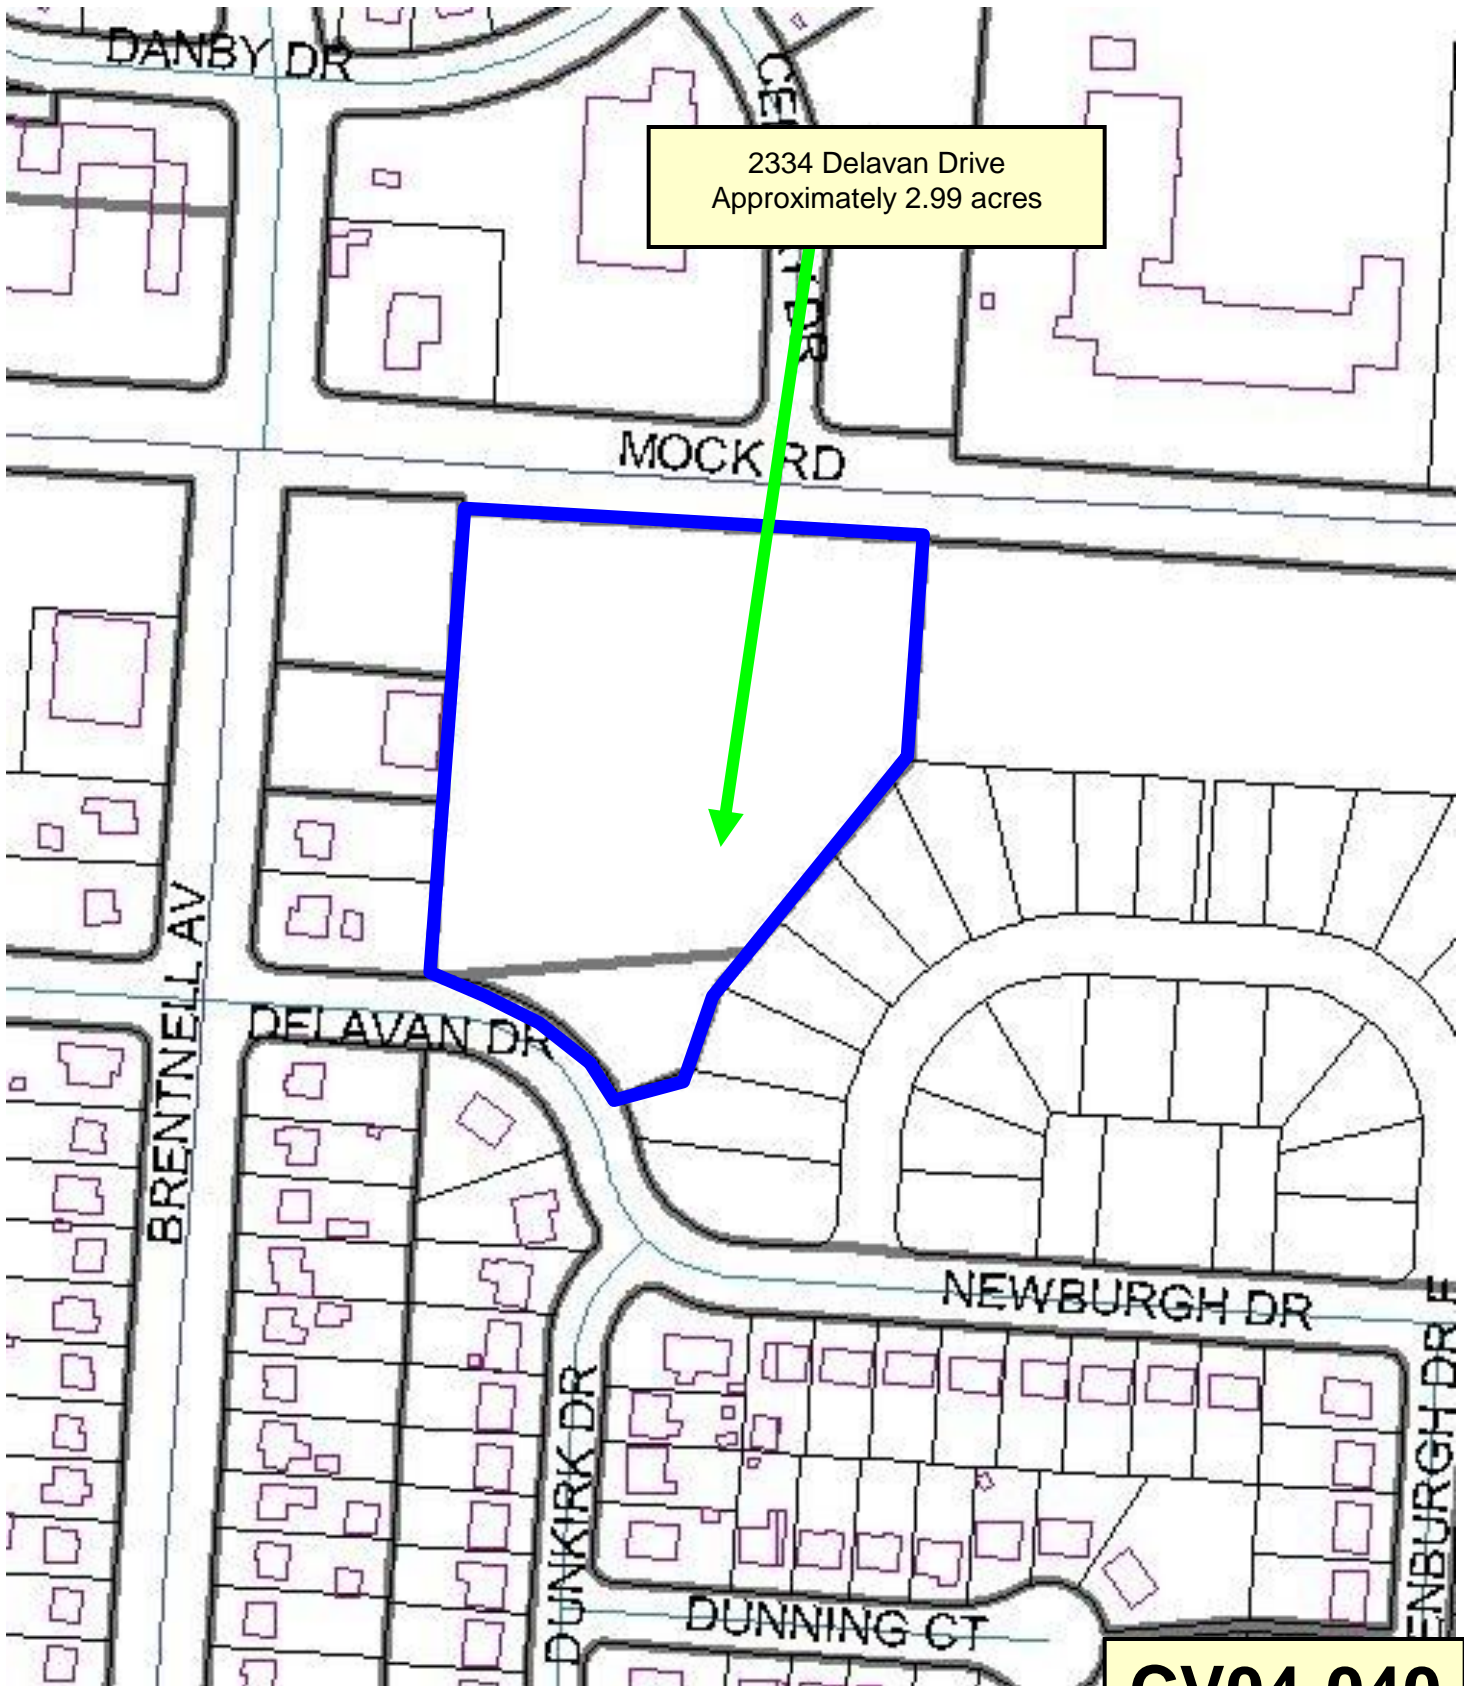 DANBY DR
2334 Delavan Drive
Approximately 2.99 acres
MOCK RD
BRENTNELL AV
DELAVAN DR
NEWBURGH DR
DUNKIRK DR
DUNNING CT